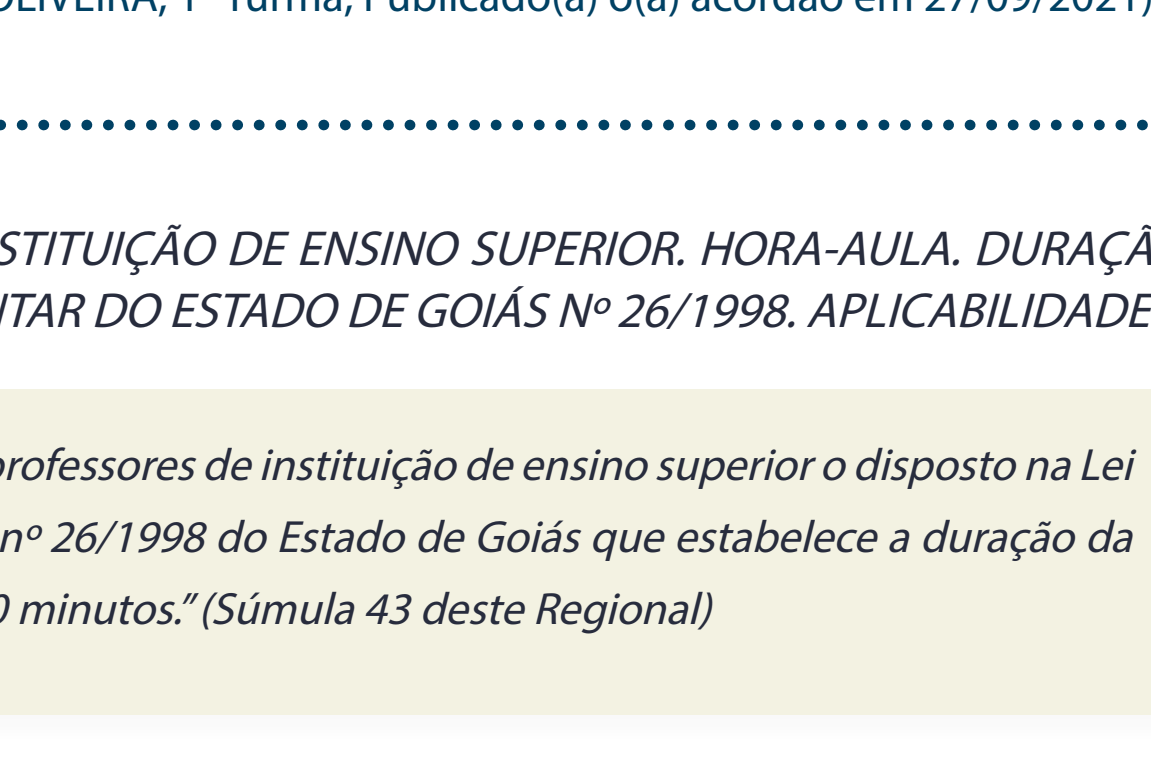 OLIVEIRA, 1ª Turma, Publicado(a) o(a) acórdão em 27/09/2021)
STITUIÇÃO DE ENSINO SUPERIOR. HORA-AULA. DURAÇÃ
NTAR DO ESTADO DE GOIÁS Nº 26/1998. APLICABILIDADE
professores de instituição de ensino superior o disposto na Lei
nº 26/1998 do Estado de Goiás que estabelece a duração da
0 minutos.” (Súmula 43 deste Regional)